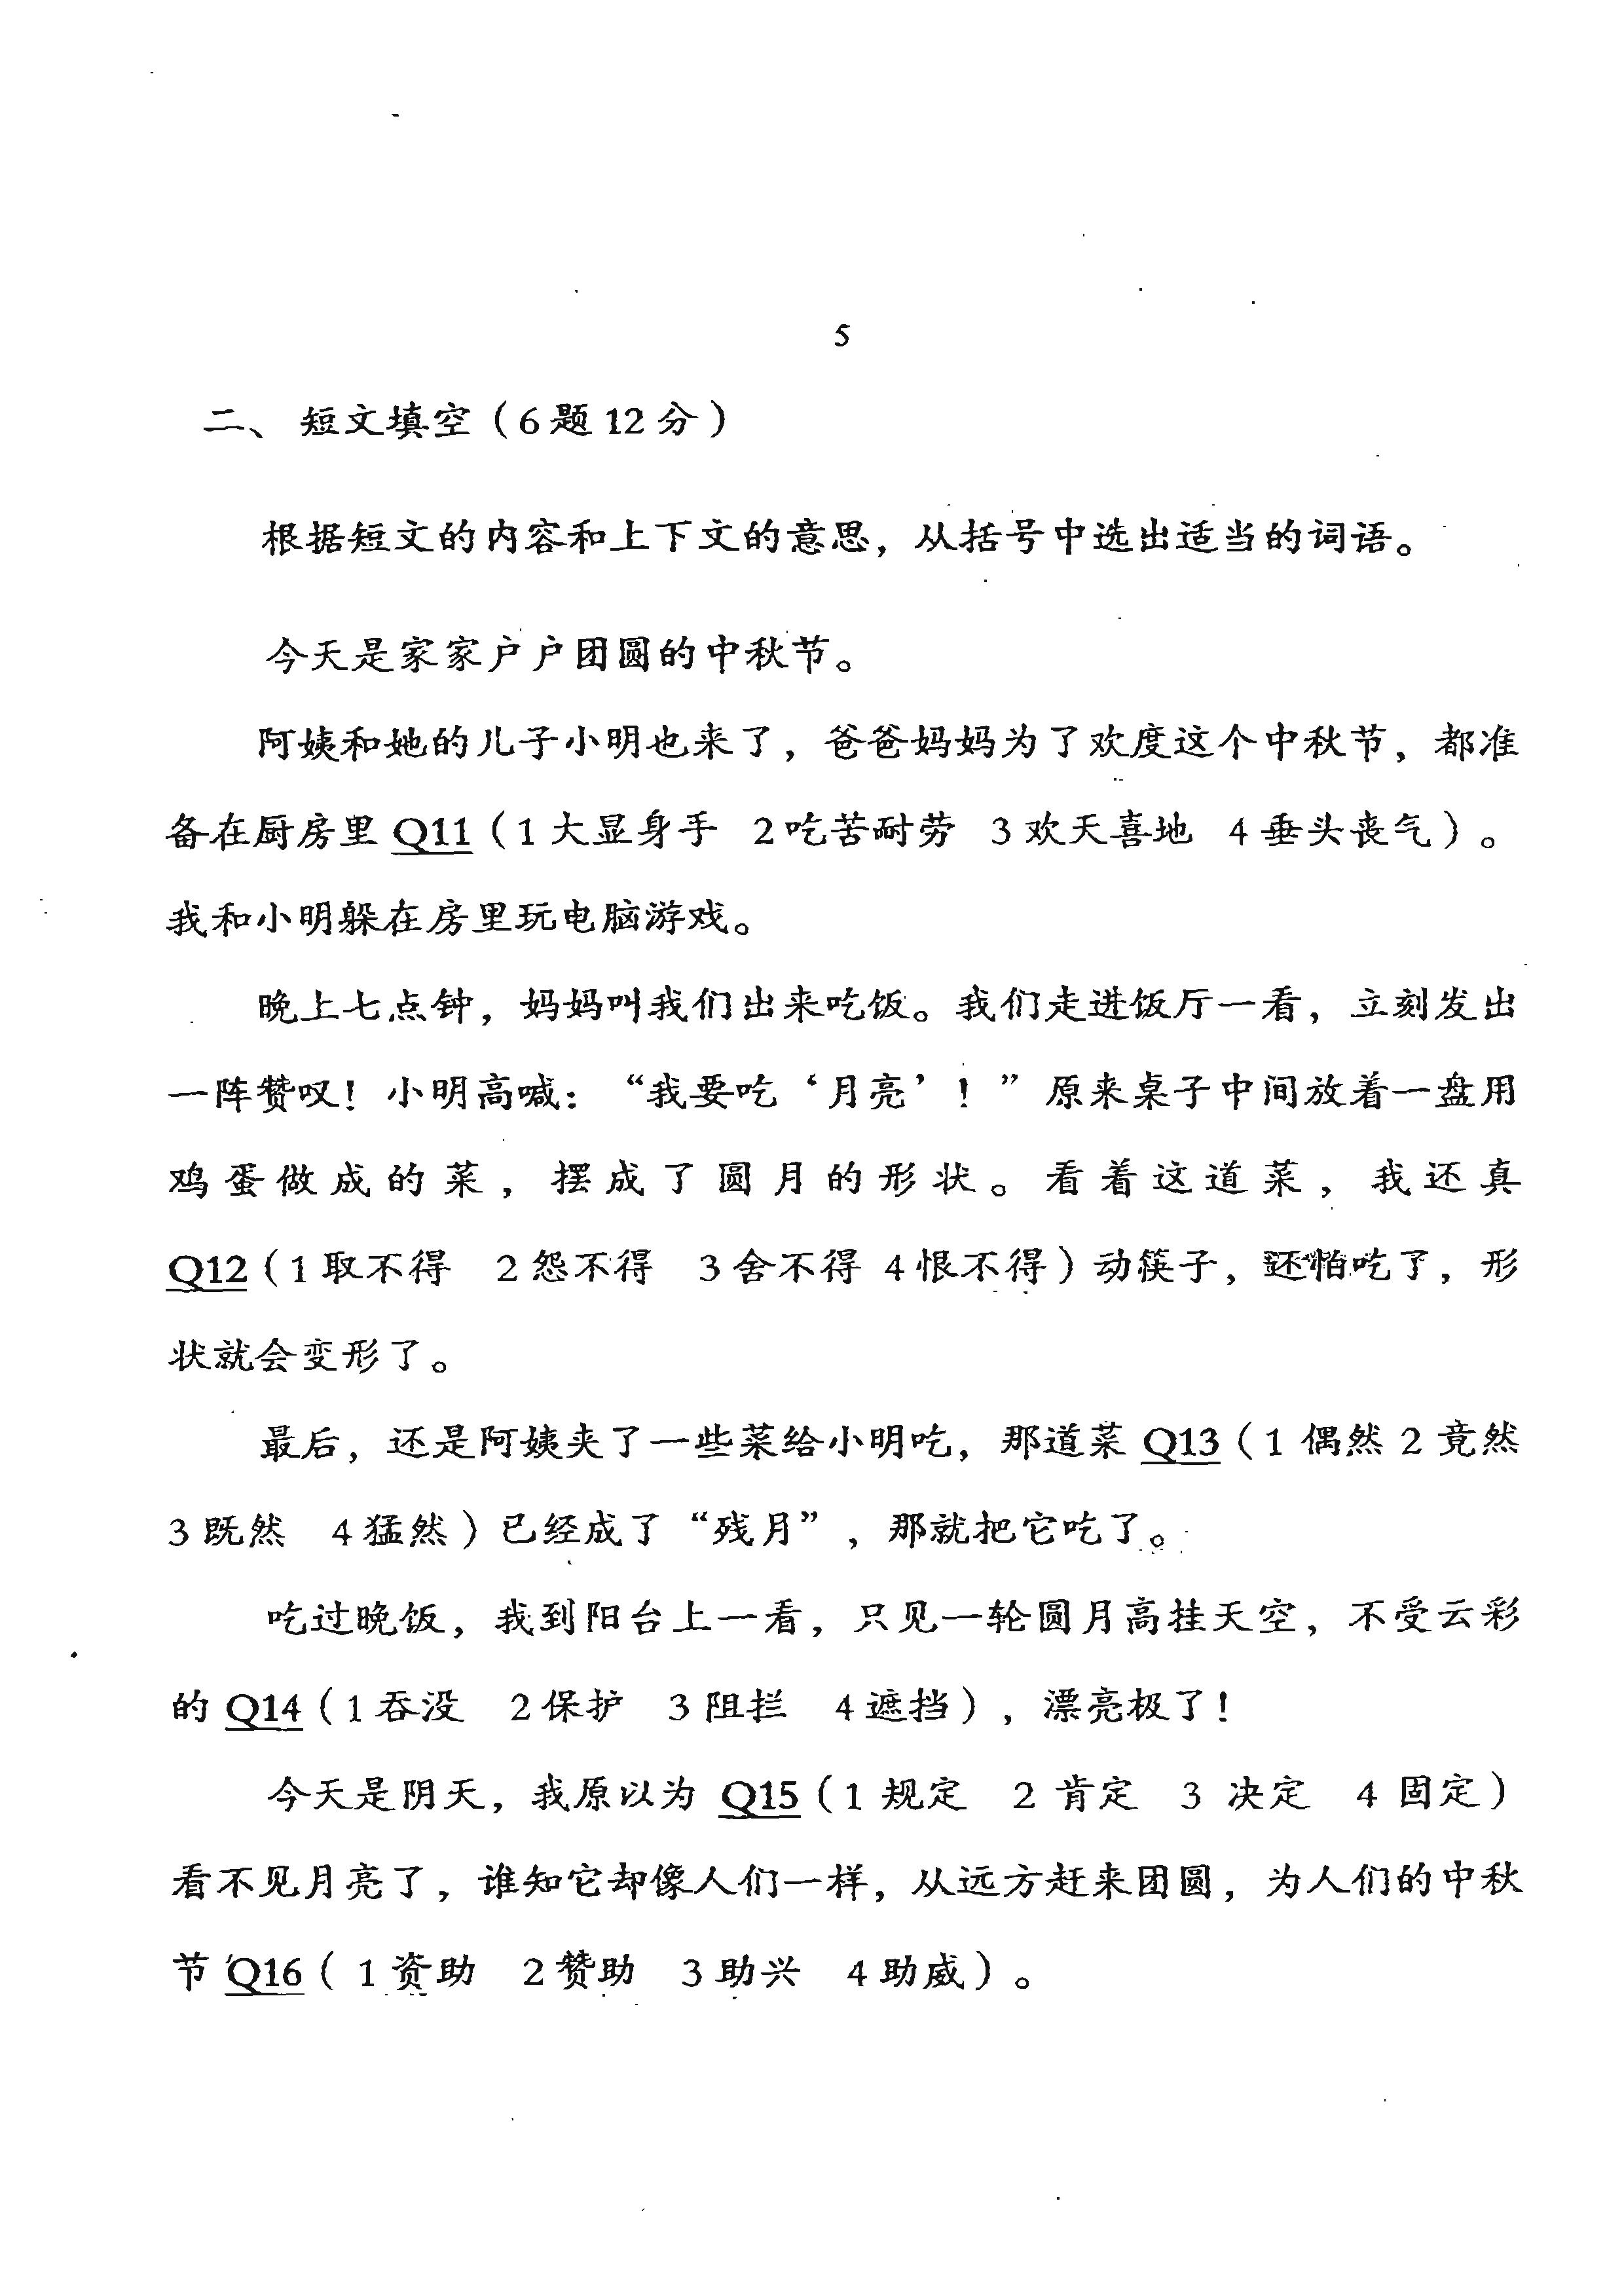 5
二、 短文填空（6题12分）
根据短文的内容和上下文的意思，从括号中选出适当的词语。
今天是家家户户团圆的中秋节。
阿姨和她的儿子小明也来了，爸爸妈妈为了欢度这个中秋节，都准
备在厨房里 Q11（1大显身手 2吃苦耐劳 3欢天喜地 4垂头丧气）。
我和小明躲在房里玩电脑游戏。
晚上七点钟，妈妈叫我们出来吃饭。我们走进饭厅一看，立刻发出
一阵赞叹！小明高喊：“我要吃‘月亮’！”原来桌子中间放着一盘用
鸡蛋做成的菜，摆成了圆月的形状。看着这道菜，我还真
Q12（1取不得 2怨不得 3舍不得 4恨不得）动筷子，还怕吃了，形
状就会变形了。
最后，还是阿姨夹了一些菜给小明吃，那道菜 Q13（1 偶然 2 竟然
3既然 4猛然）已经成了“残月”，那就把它吃了。
吃过晚饭，我到阳台上一看，只见一轮圆月高挂天空，不受云彩
的 Q14（1吞没 2保护 3阻拦 4遮挡），漂亮极了！
今天是阴天，我原以为 Q15（1 规定 2 肯定 3 决定 4 固定）
看不见月亮了，谁知它却像人们一样，从远方赶来团圆，为人们的中秋
节 Q16（1资助 2赞助 3助兴 4助威）。